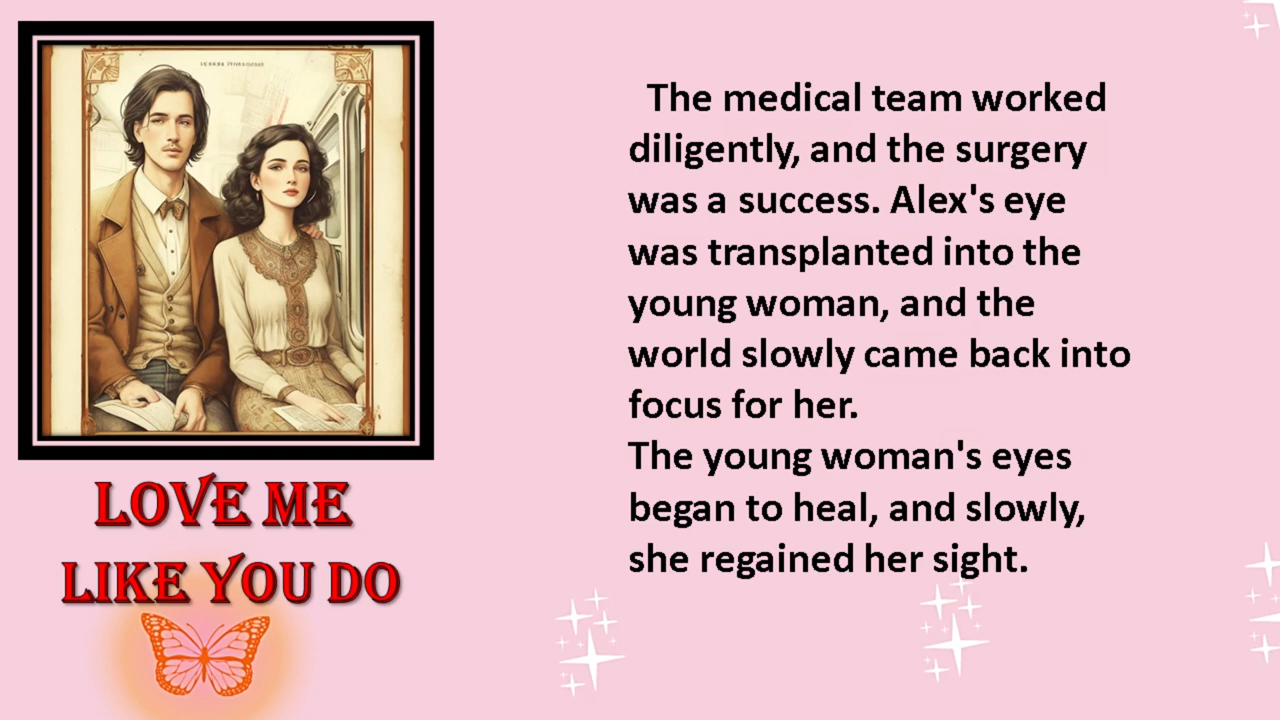 The medical team worked
diligently, and the surgery
was a success. Alex's eye
was transplanted into the
young woman, and the
world slowly came back into
focus for her.
The young woman's eyes
began to heal, and slowly,
she regained her sight.
LOVE ME
LIKE YOU DO